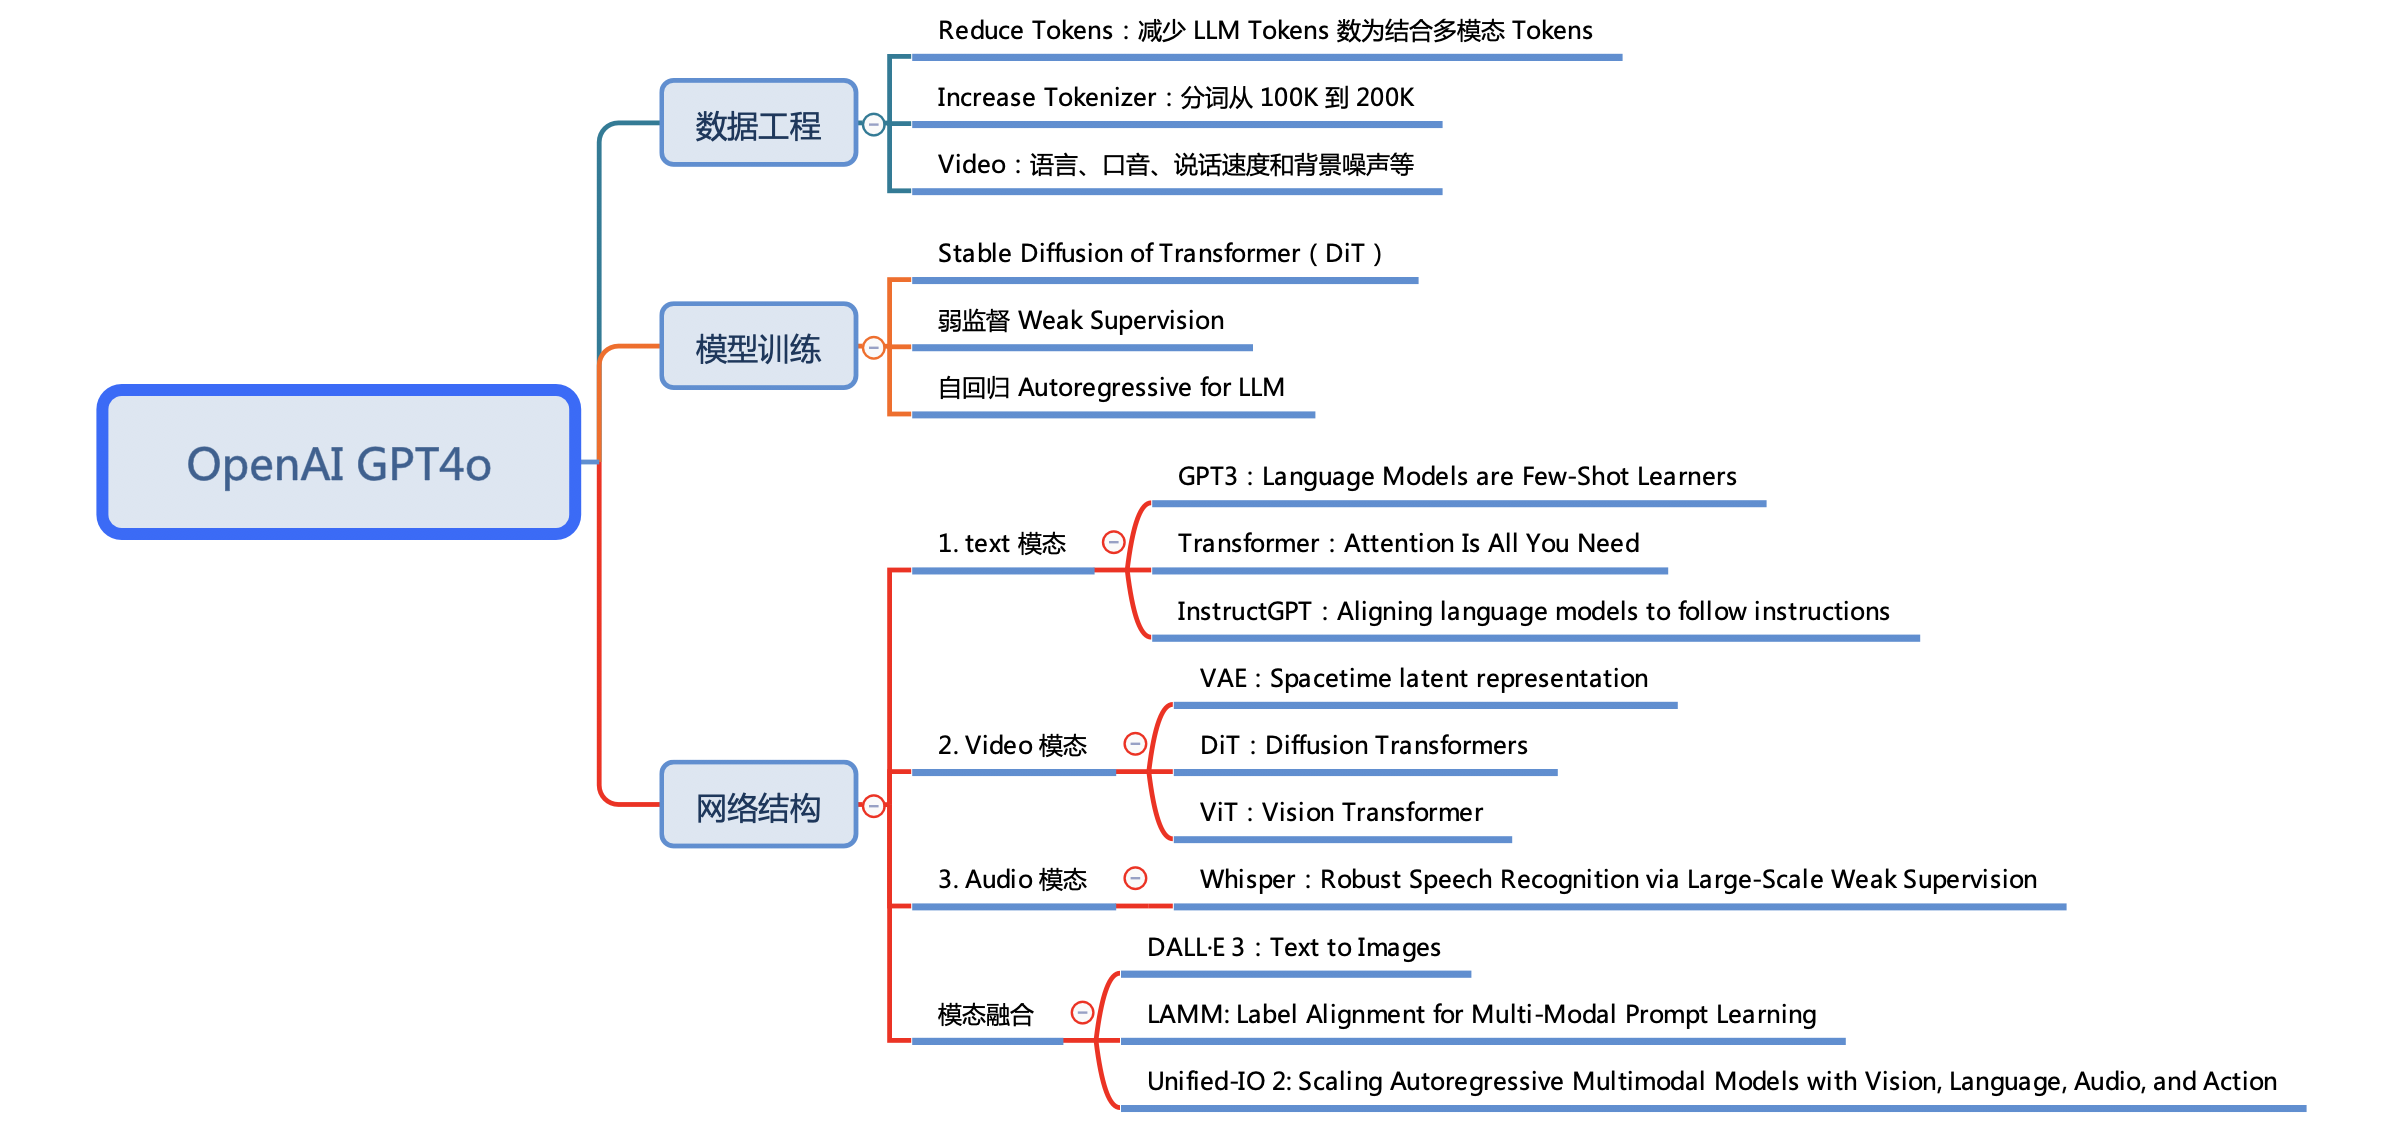 OpenAI GPT4o
数据工程
Reduce Tokens：减少 LLM Tokens 数为结合多模态 Tokens
Increase Tokenizer：分词从 100K 到 200K
Video：语言、口音、说话速度和背景噪声等
模型训练
Stable Diffusion of Transformer（DiT）
弱监督 Weak Supervision
自回归 Autoregressive for LLM
网络结构
1. text 模态
GPT3：Language Models are Few-Shot Learners
Transformer：Attention Is All You Need
InstructGPT：Aligning language models to follow instructions
2. Video 模态
VAE：Spacetime latent representation
DiT：Diffusion Transformers
ViT：Vision Transformer
3. Audio 模态
Whisper：Robust Speech Recognition via Large-Scale Weak Supervision
模态融合
DALL·E 3：Text to Images
LAMM: Label Alignment for Multi-Modal Prompt Learning
Unified-IO 2: Scaling Autoregressive Multimodal Models with Vision, Language, Audio, and Action